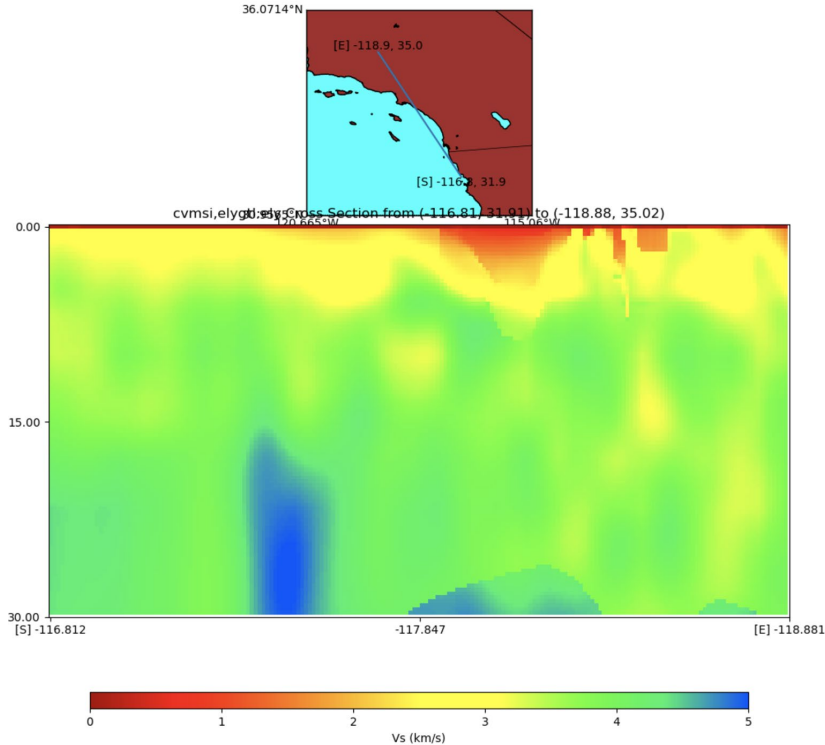 36.0714°N
[E] -118.9, 35.0
[S] -116.8, 31.9
120.665°W
115.06°W
cvmsi,elygtl:ely Cross Section from (-116.81, 31.91) to (-118.88, 35.02)
0.00
15.00
30.00
[S] -116.812
-117.847
[E] -118.881
0
1
2
3
4
5
Vs (km/s)